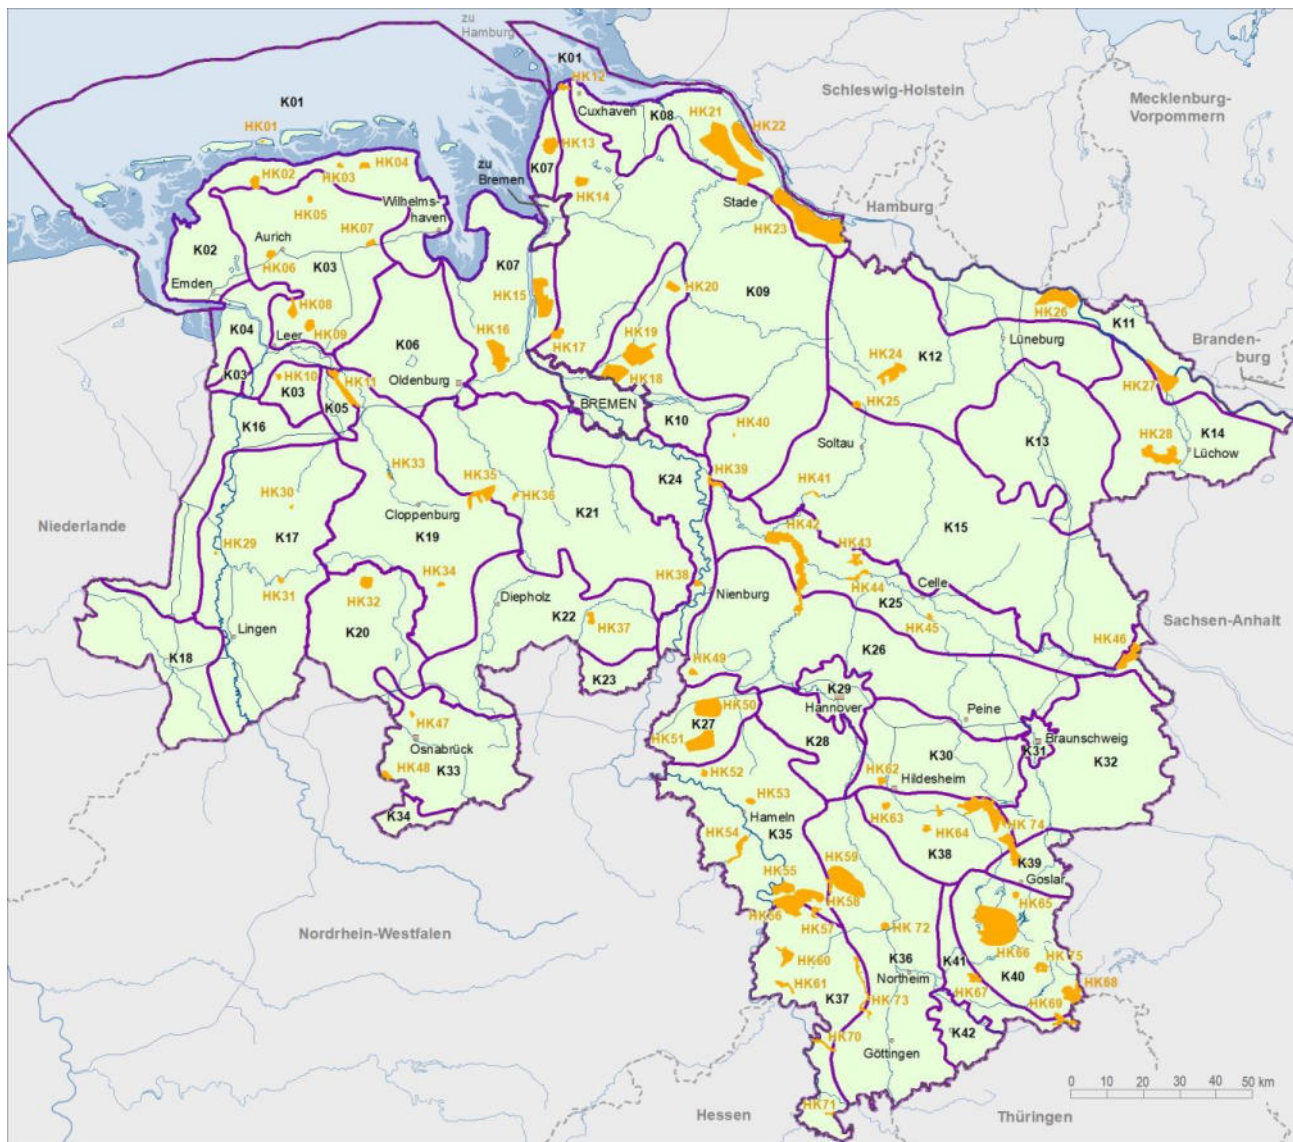 zu
Hamburg
K01
HK12
Cuxhaven
K08
HK21
HK22
Schleswig-Holstein
Mecklenburg-
Vorpommern
K01
HK01
HK13
K07
zu
Bremen
HK14
HK04
HK03
HK02
HK05
Wilhelms-
haven
Stade
HK23
Hamburg
K02
Aurich
HK07
HK06
K03
Emden
K07
HK15
HK20
K09
HK08
HK09
Leer
K04
K06
HK16
HK17
HK19
HK18
HK26
K11
Lüneburg
Branden-
burg
K03
HK10
K03
HK11
K05
Oldenburg
BREMEN
K10
HK24
K12
HK25
HK27
K16
HK40
Soltau
K13
HK28
K14
Lüchow
HK33
HK35
HK36
K24
HK39
HK41
HK30
Cloppenburg
K21
K15
Niederlande
K17
K19
HK42
HK43
HK29
HK34
HK38
HK44
Celle
HK31
HK32
Diepholz
Nienburg
K25
K22
HK37
HK45
Sachsen-Anhalt
Lingen
K20
HK46
K18
K26
K23
HK49
K29
Hannover
HK47
HK50
K27
Peine
Osnabrück
HK51
K28
K31
Braunschweig
K30
K32
HK48
K33
HK52
HK62
Hildesheim
K34
HK53
Hameln
HK63
HK64
HK 74
HK54
K35
K38
K39
HK59
Goslar
HK55
HK58
HK65
HK56
HK57
HK 72
Nordrhein-Westfalen
HK66
HK60
K36
K41
HK 75
Northeim
K40
HK61
K37
HK67
HK68
HK 73
HK69
HK70
K42
Göttingen
0 10 20 30 40 50 km
HK71
Hessen
Thüringen